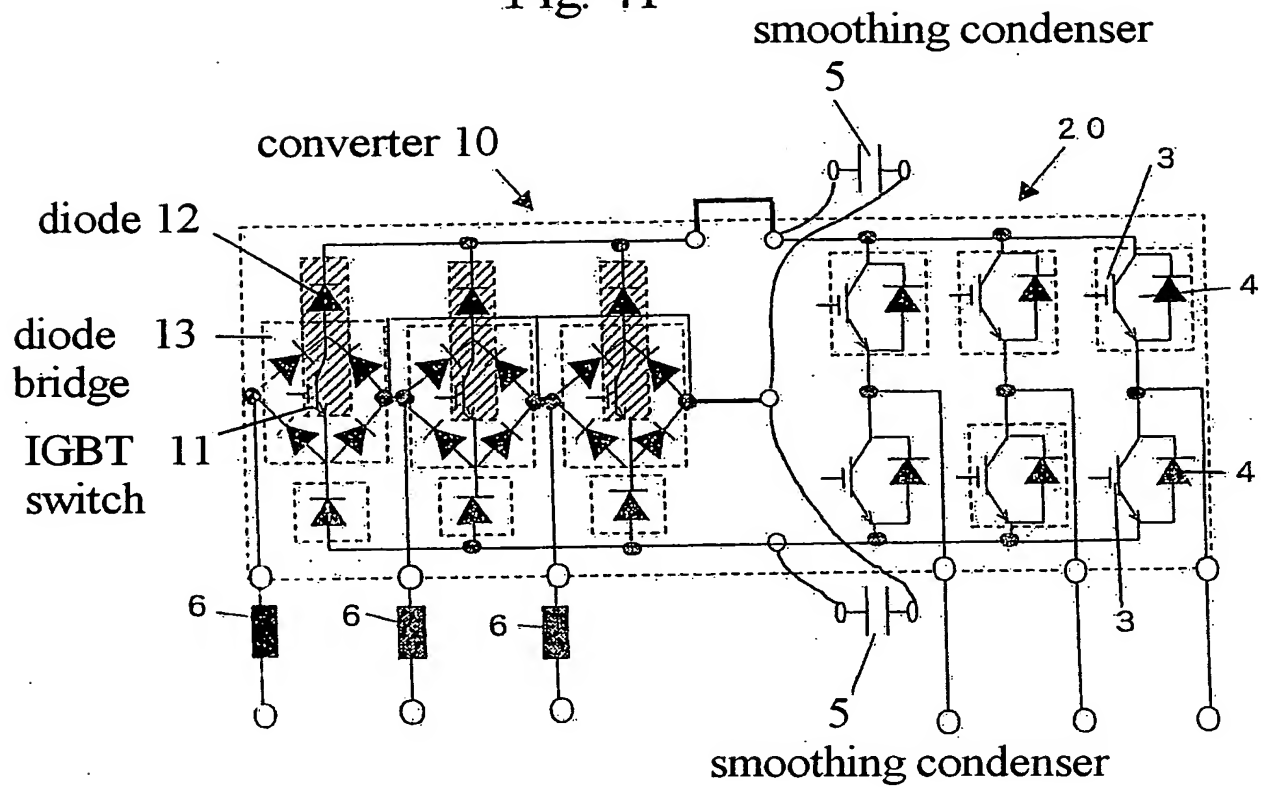 smoothing condenser
5
converter 10
20
3
diode 12
4
diode 13
bridge
IGBT 11
switch
4
6
6
6
3
5
smoothing condenser